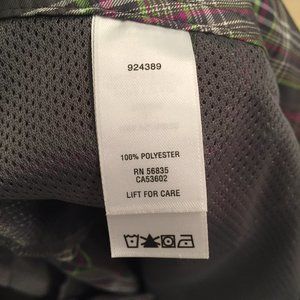 924389
100% POLYESTER
RN 56835
CA53602
LIFT FOR CARE